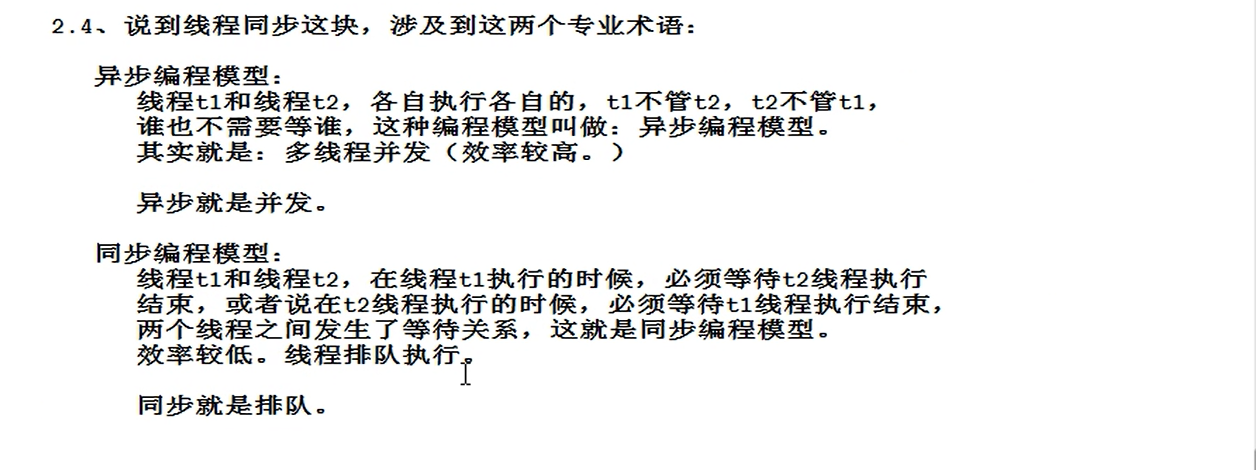 2.4、说到线程同步这块，涉及到这两个专业术语：
异步编程模型：
线程t1和线程t2，各自执行各自的，t1不管t2，t2不管t1，
谁也不需要等谁，这种编程模型叫做：异步编程模型。
其实就是：多线程并发（效率较高。）
异步就是并发。
同步编程模型：
线程t1和线程t2，在线程t1执行的时候，必须等待t2线程执行
结束，或者说在t2线程执行的时候，必须等待t1线程执行结束，
两个线程之间发生了等待关系，这就是同步编程模型。
效率较低。线程排队执行。
同步就是排队。